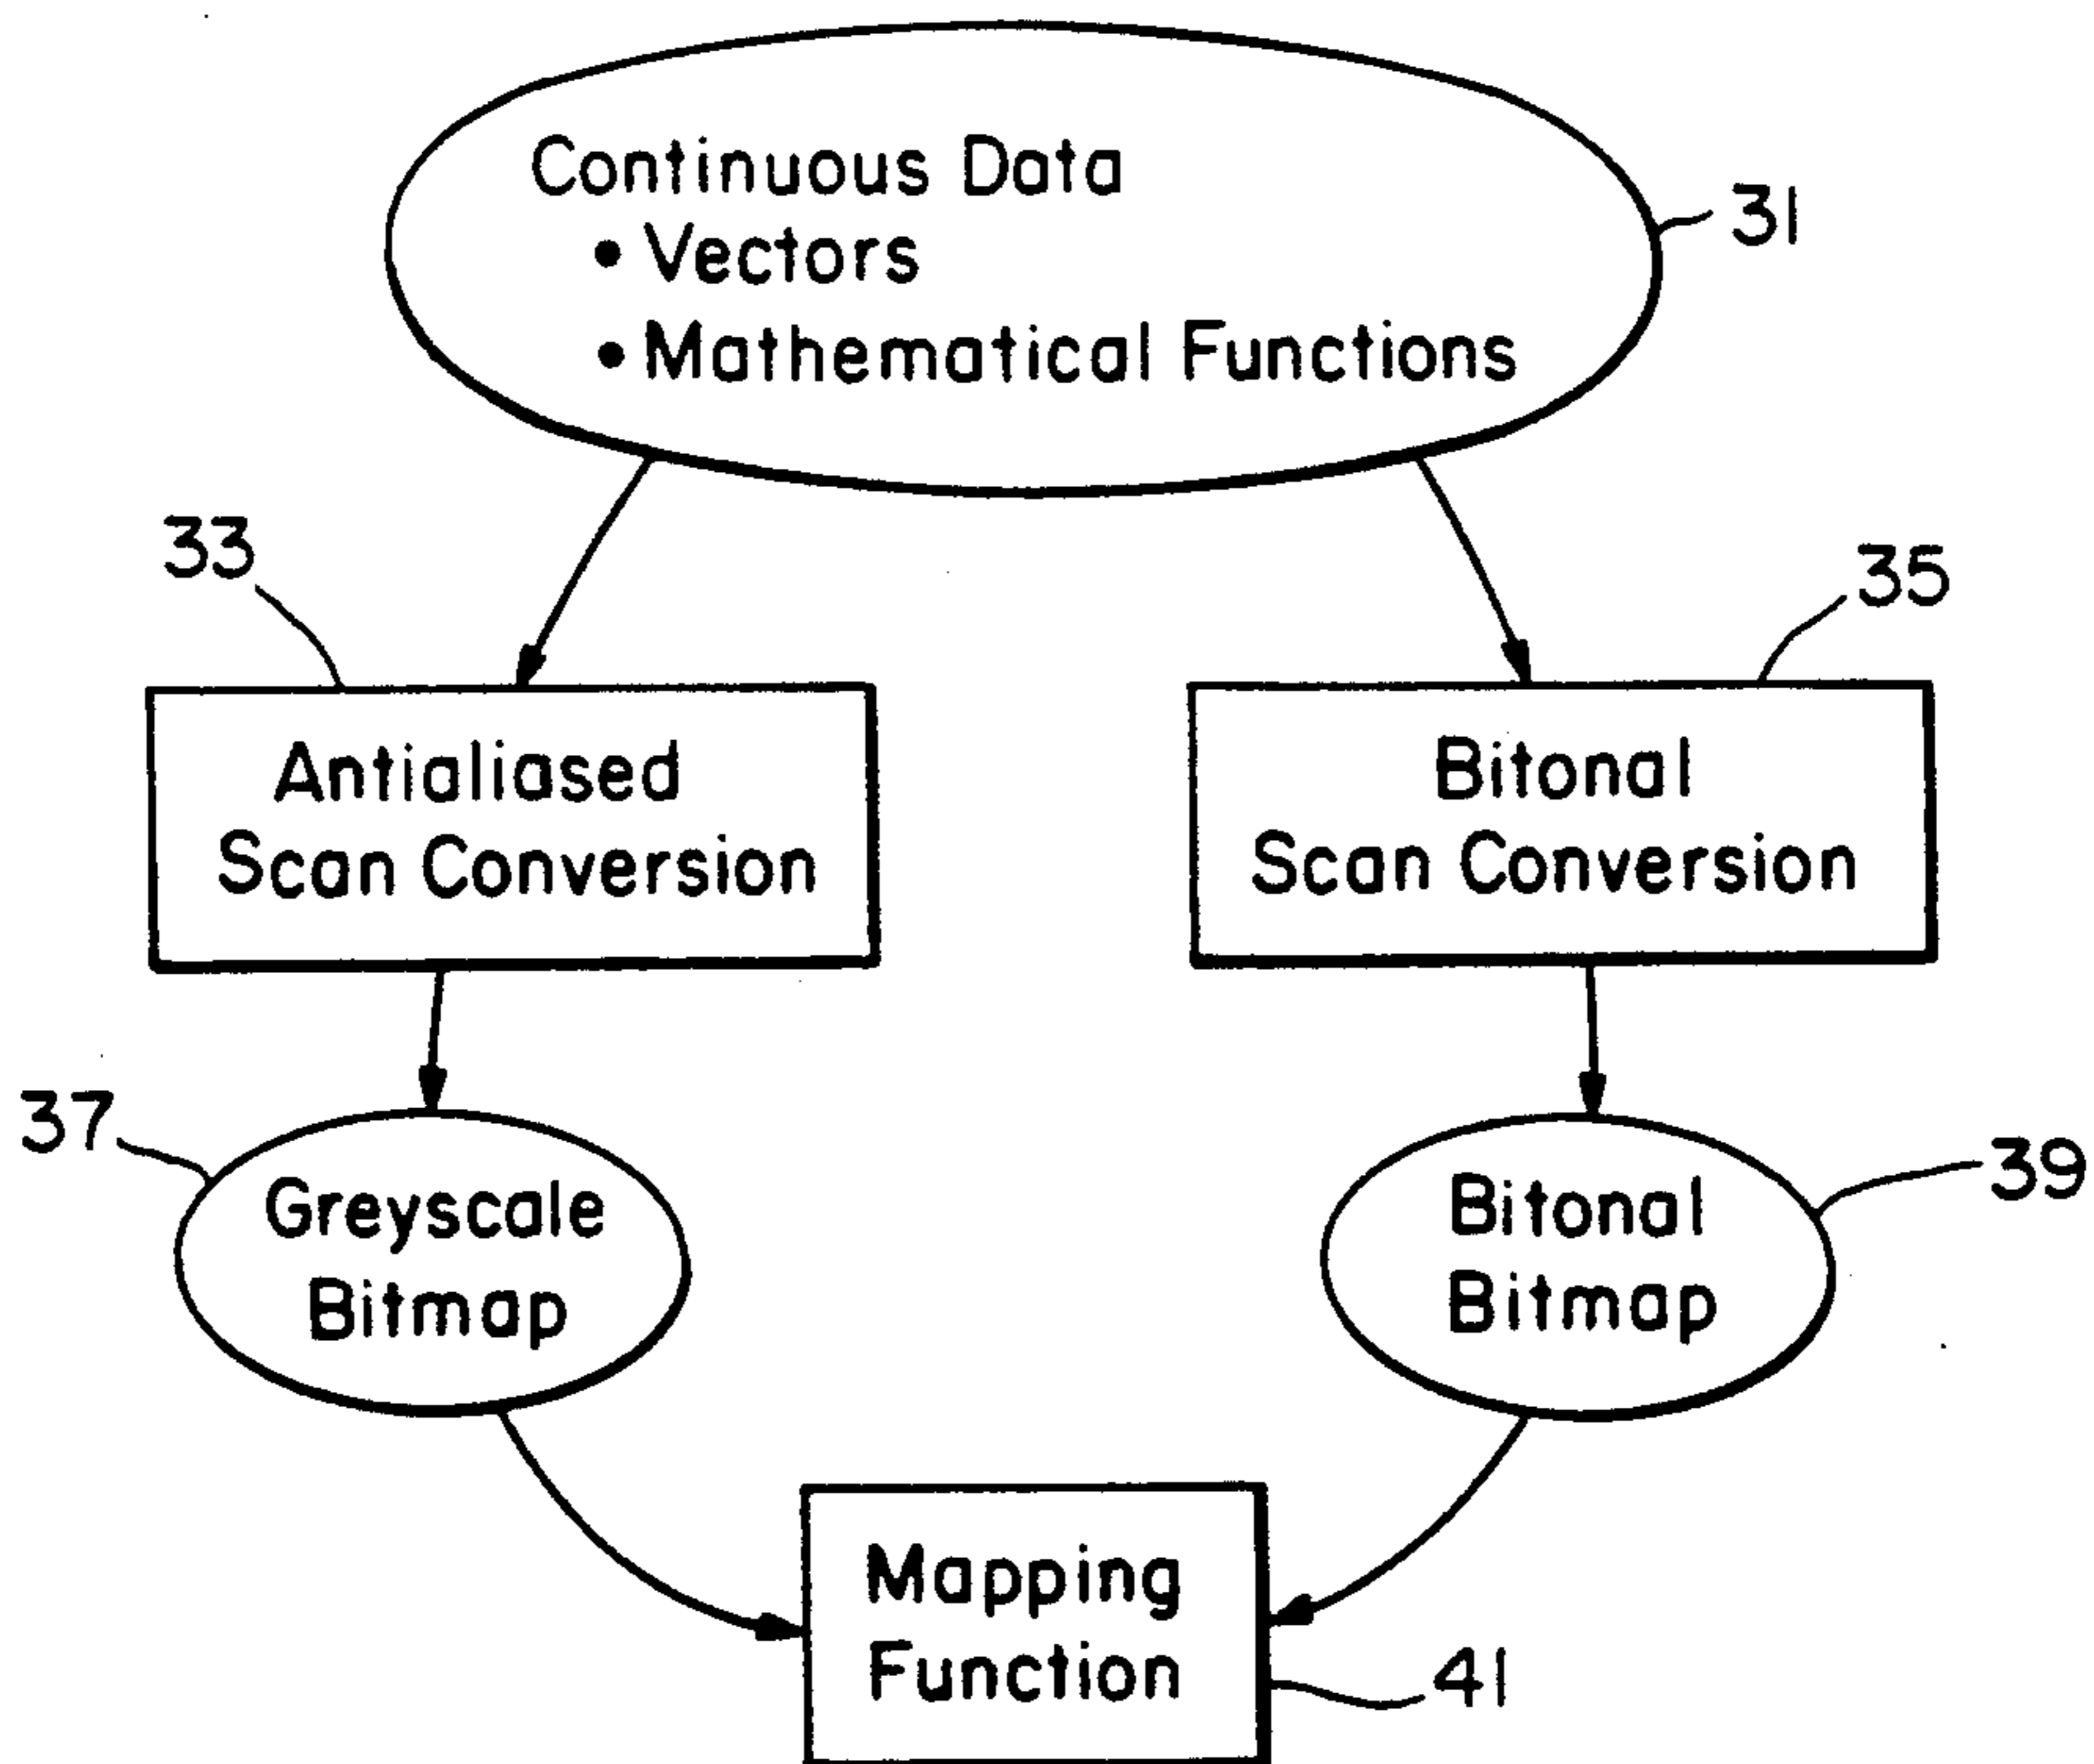 Continuous Data
• Vectors
• Mathematical Functions
31
33
35
Antialiased
Scan Conversion
Bitonal
Scan Conversion
37
39
Greyscale
Bitmap
Bitonal
Bitmap
Mapping
Function
41